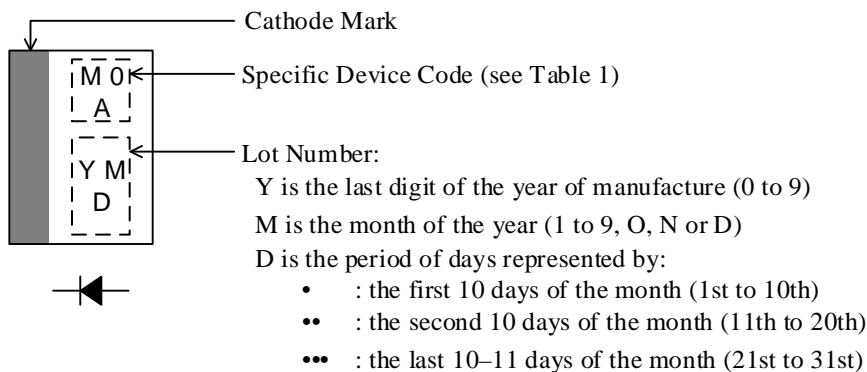 Cathode Mark
M 0
A
Specific Device Code (see Table 1)
Y M
D
Lot Number:
Y is the last digit of the year of manufacture (0 to 9)
M is the month of the year (1 to 9, O, N or D)
D is the period of days represented by:
• : the first 10 days of the month (1st to 10th)
•• : the second 10 days of the month (11th to 20th)
••• : the last 10–11 days of the month (21st to 31st)